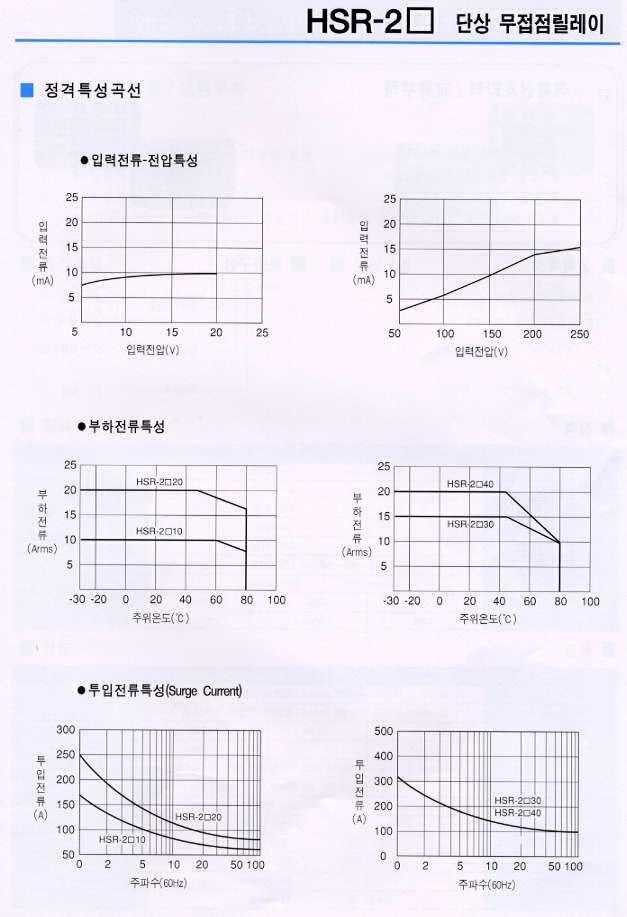 HSR-2□ 단상 무접점릴레이
■ 정격특성곡선
● 입력전류-전압특성
25
20
15
10
5
입력전류
(mA)
5 10 15 20 25
입력전압(V)
25
20
15
10
5
입력전류
(mA)
50 100 150 200 250
입력전압(V)
● 부하전류특성
25
20
15
10
5
부하전류
(Arms)
HSR-2□20
HSR-2□10
-30 -20 0 20 40 60 80 100
주위온도(℃)
25
20
15
10
5
부하전류
(Arms)
HSR-2□40
HSR-2□30
-30 -20 0 20 40 60 80 100
주위온도(℃)
● 투입전류특성(Surge Current)
300
250
200
150
100
50
투입전류
(A)
HSR-2□20
HSR-2□10
0 2 5 10 20 50 100
주파수(60Hz)
500
400
300
200
100
0
투입전류
(A)
HSR-2□30
HSR-2□40
0 2 5 10 20 50 100
주파수(60Hz)